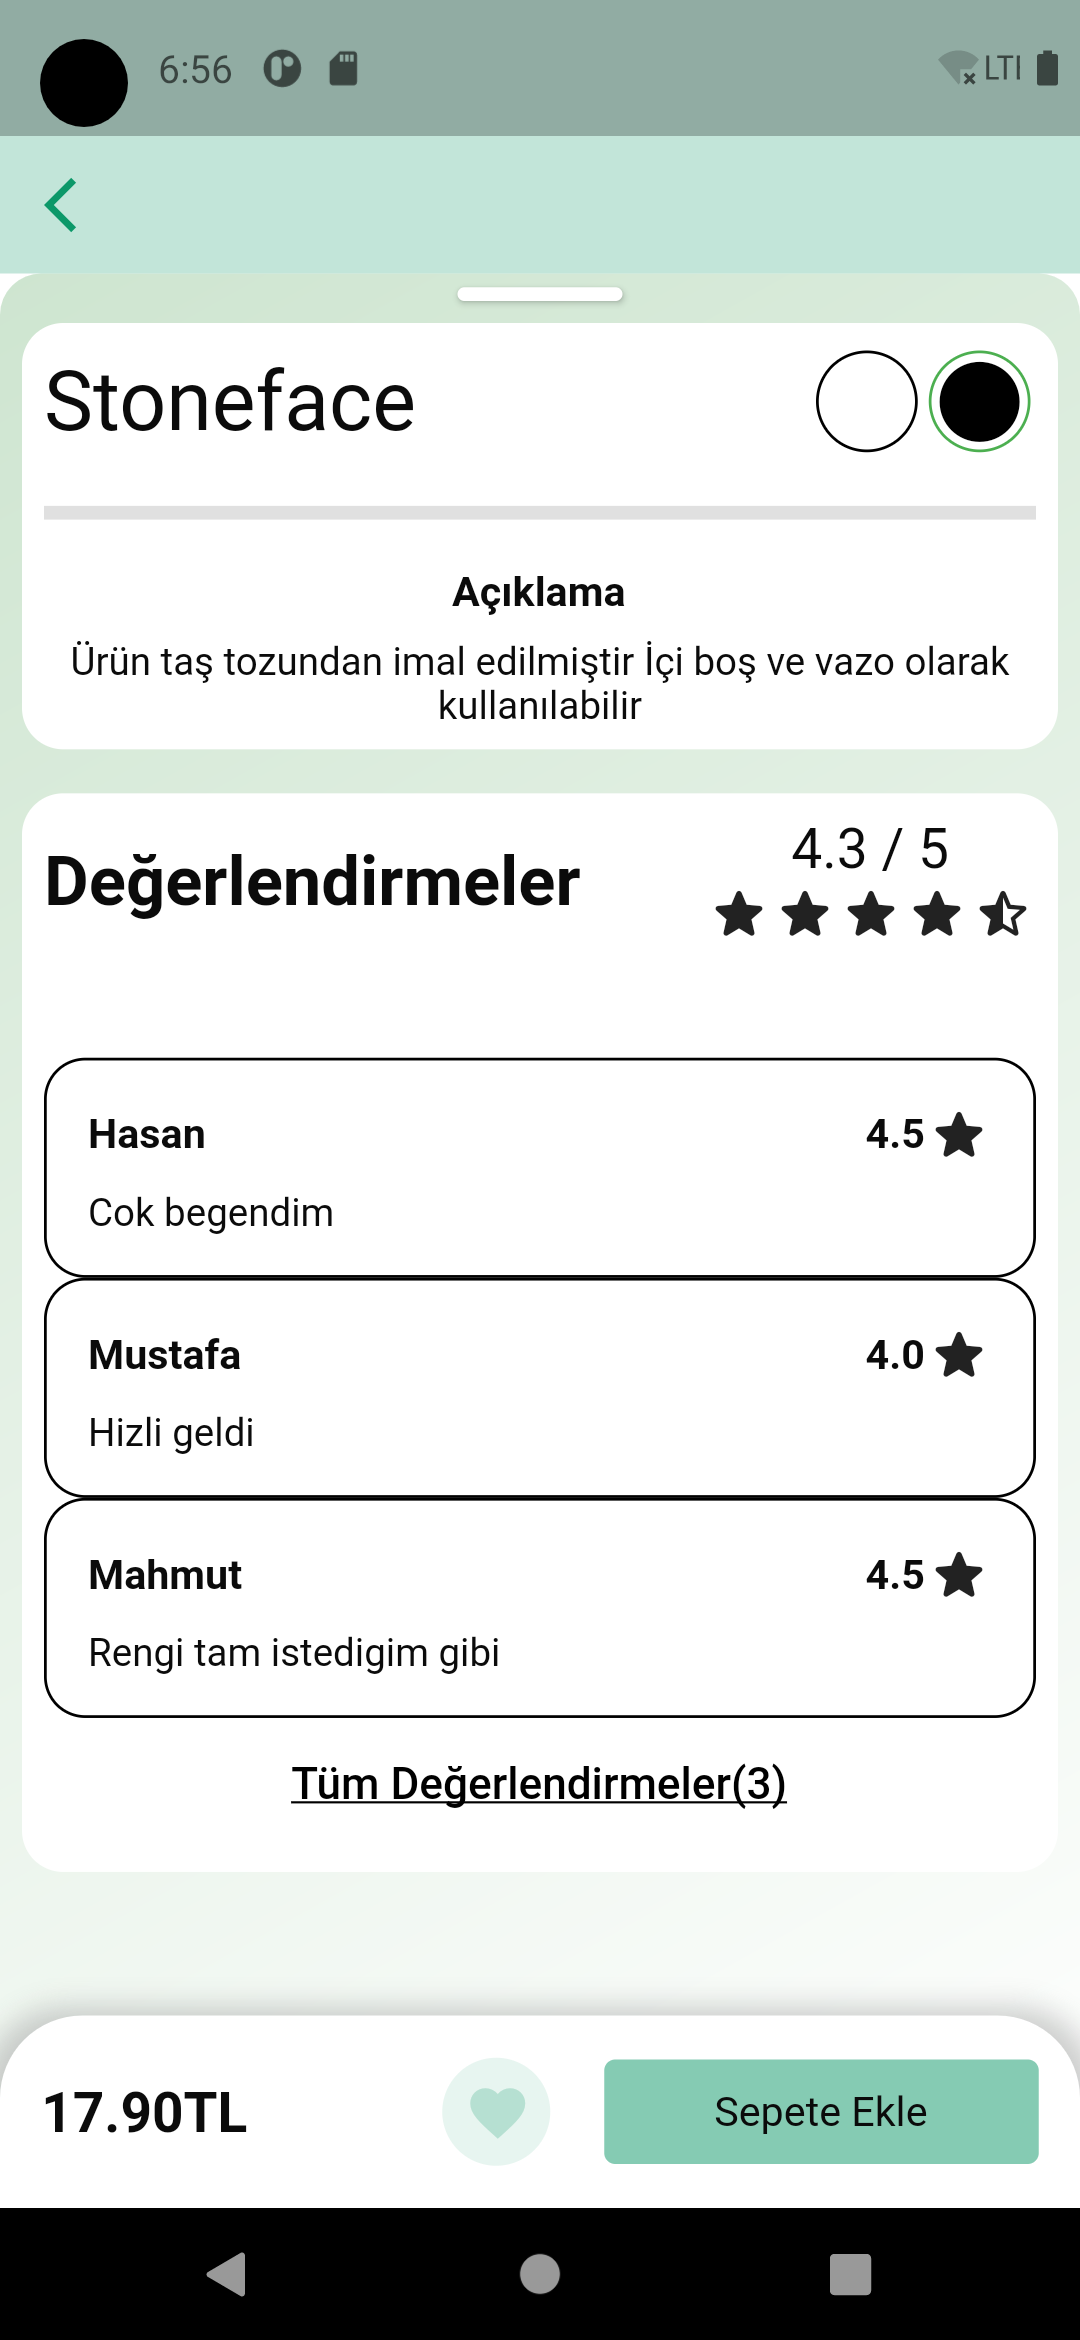 6:56
LTE
Stoneface
Açıklama
Ürün taş tozundan imal edilmiştir İçi boş ve vazo olarak
kullanılabilir
Değerlendirmeler
4.3 / 5
Hasan
4.5
Cok begendim
Mustafa
4.0
Hizli geldi
Mahmut
4.5
Rengi tam istedigim gibi
Tüm Değerlendirmeler(3)
17.90TL
Sepete Ekle